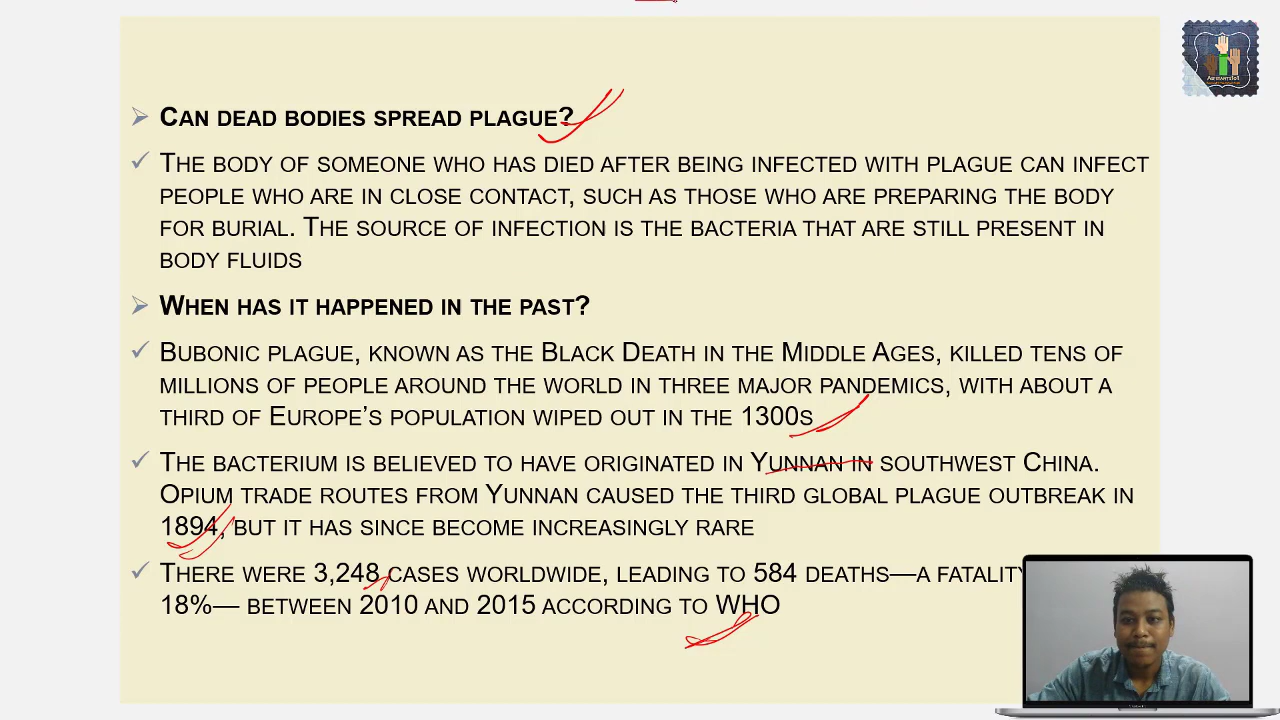 Can dead bodies spread plague?
The body of someone who has died after being infected with plague can infect
people who are in close contact, such as those who are preparing the body
for burial. The source of infection is the bacteria that are still present in
body fluids
When has it happened in the past?
Bubonic plague, known as the Black Death in the Middle Ages, killed tens of
millions of people around the world in three major pandemics, with about a
third of Europe’s population wiped out in the 1300s
The bacterium is believed to have originated in Yunnan in southwest China.
Opium trade routes from Yunnan caused the third global plague outbreak in
1894, but it has since become increasingly rare
There were 3,248 cases worldwide, leading to 584 deaths—a fatality
18%— between 2010 and 2015 according to WHO